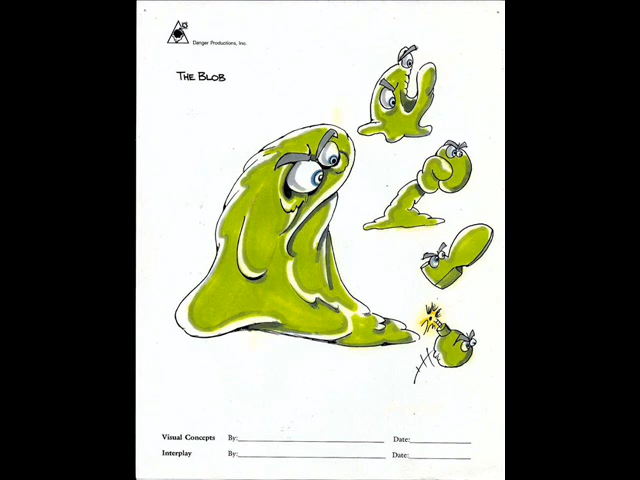 Danger Productions, Inc.
THE BLOB
Visual Concepts By: Date:
Interplay By: Date: